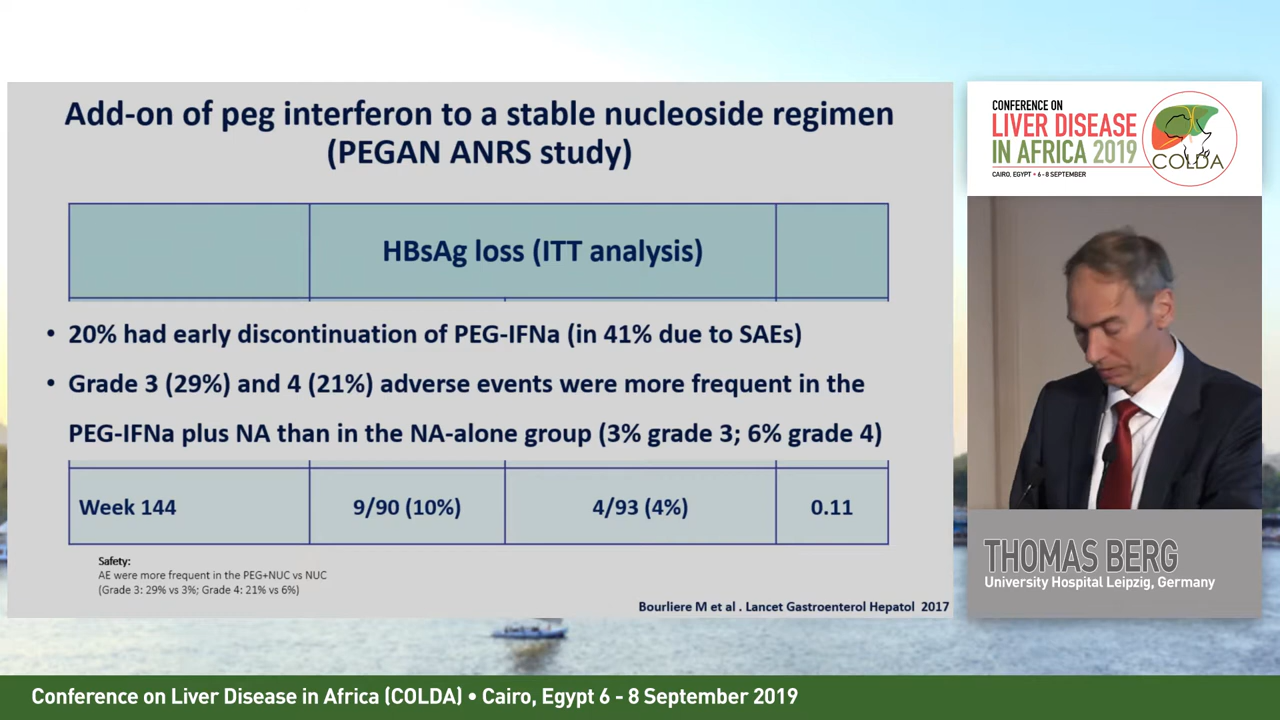 Add-on of peg interferon to a stable nucleoside regimen
(PEGAN ANRS study)
HBsAg loss (ITT analysis)
• 20% had early discontinuation of PEG-IFNa (in 41% due to SAEs)
• Grade 3 (29%) and 4 (21%) adverse events were more frequent in the
PEG-IFNa plus NA than in the NA-alone group (3% grade 3; 6% grade 4)
Week 144 9/90 (10%) 4/93 (4%) 0.11
Safety:
AE were more frequent in the PEG+NUC vs NUC
(Grade 3: 29% vs 3%; Grade 4: 21% vs 6%)
Bourliere M et al . Lancet Gastroenterol Hepatol 2017
CONFERENCE ON
LIVER DISEASE
IN AFRICA 2019
CAIRO, EGYPT • 6 - 8 SEPTEMBER
COLDA
THOMAS BERG
University Hospital Leipzig, Germany
Conference on Liver Disease in Africa (COLDA) • Cairo, Egypt 6 - 8 September 2019